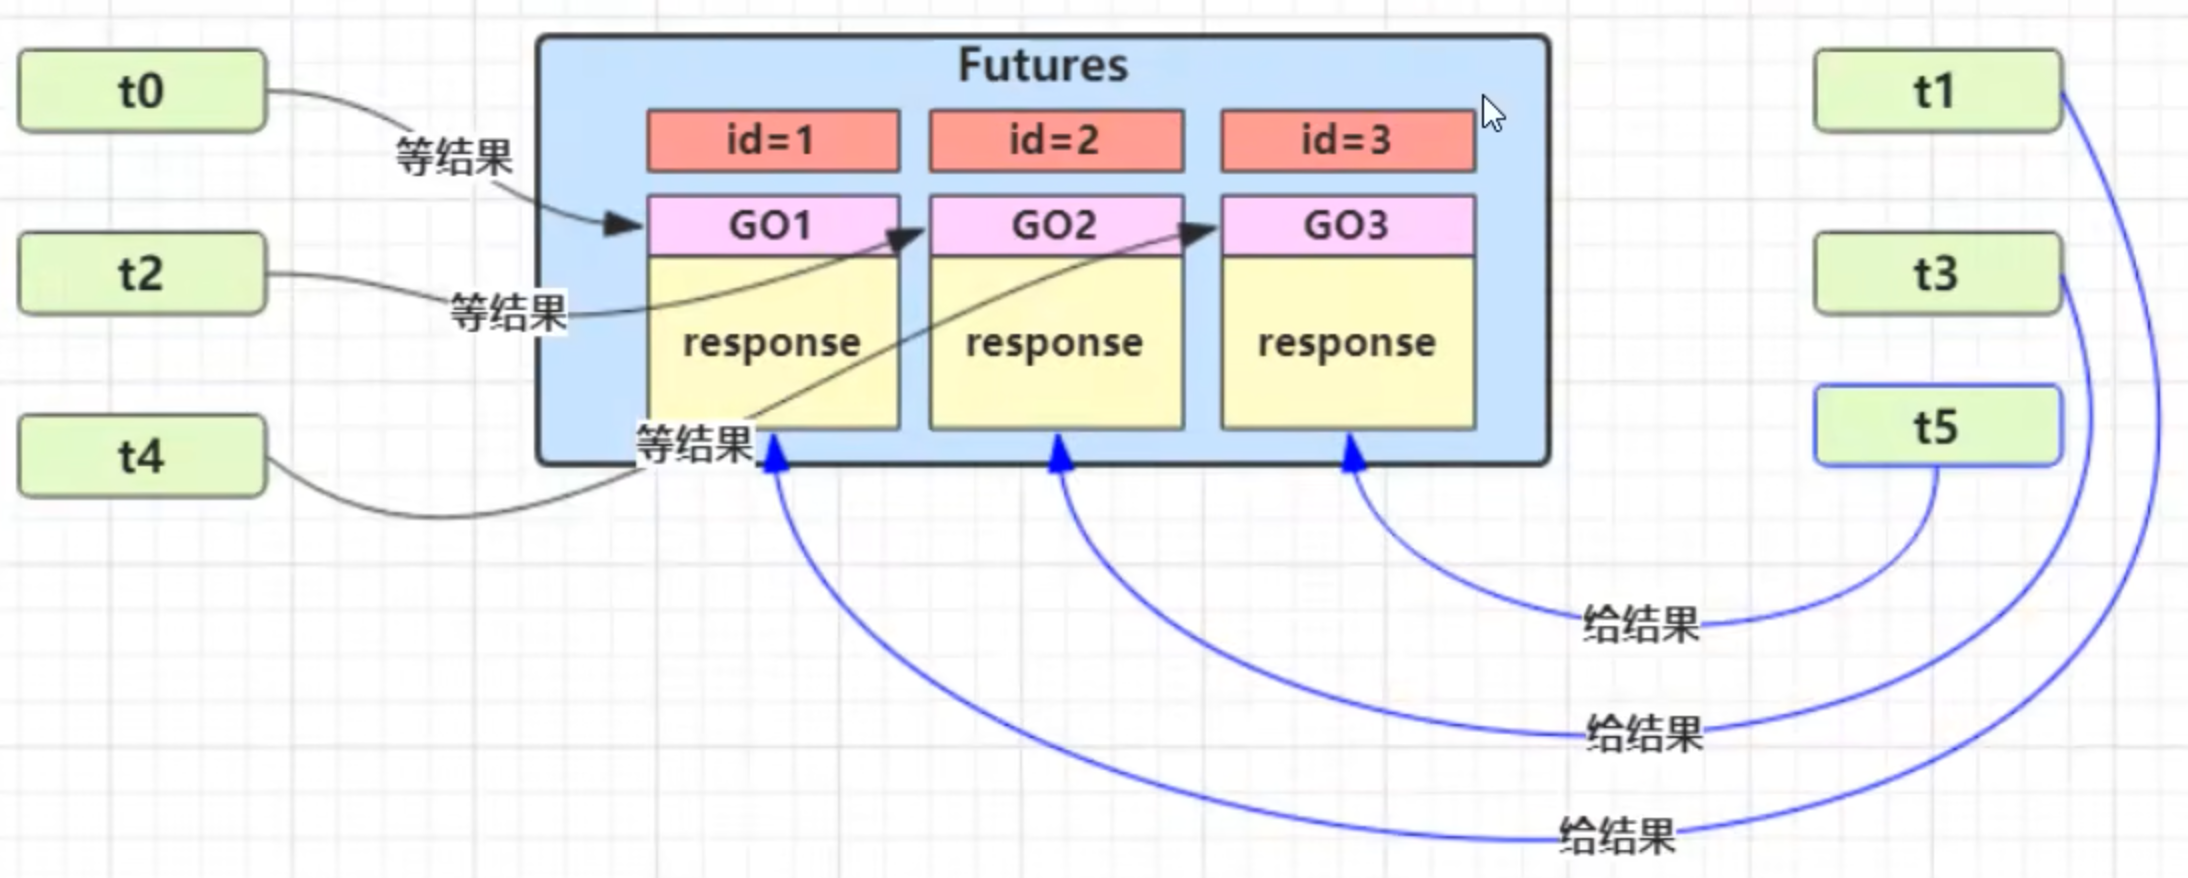 t0
t2
t4
等结果
等结果
等结果
Futures
id=1
id=2
id=3
GO1
GO2
GO3
response
response
response
t1
t3
t5
给结果
给结果
给结果